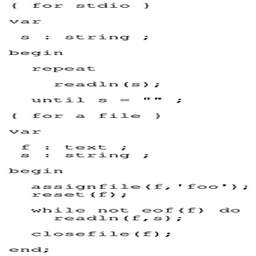 { for stdio }
var
s : string ;
begin
repeat
readln(s);
until s = "" ;
{ for a file }
var
f : text ;
s : string ;
begin
assignfile(f,'foo');
reset(f);
while not eof(f) do
readln(f,s);
closefile(f);
end;